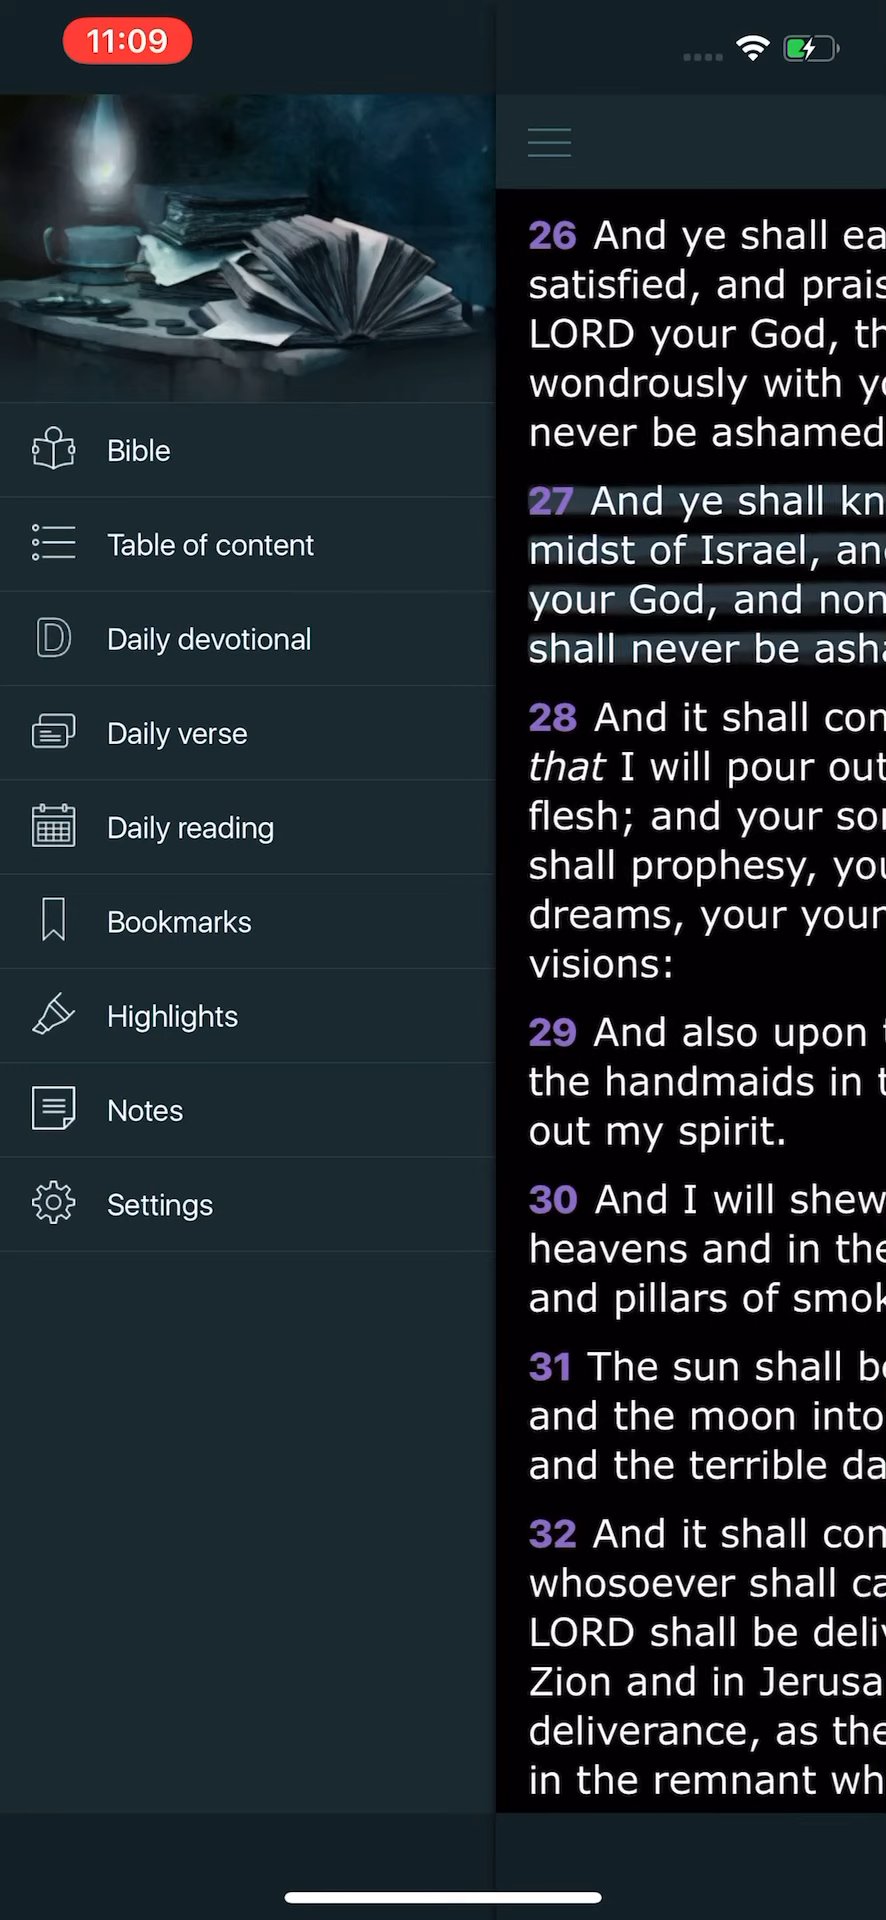 11:09
Bible
Table of content
Daily devotional
Daily verse
Daily reading
Bookmarks
Highlights
Notes
Settings
26 And ye shall ea
satisfied, and prais
LORD your God, th
wondrously with yo
never be ashamed
27 And ye shall kn
midst of Israel, and
your God, and non
shall never be asha
28 And it shall con
that I will pour out
flesh; and your so
shall prophesy, you
dreams, your youn
visions:
29 And also upon t
the handmaids in t
out my spirit.
30 And I will shew
heavens and in the
and pillars of smok
31 The sun shall be
and the moon into
and the terrible da
32 And it shall con
whosoever shall ca
LORD shall be deliv
Zion and in Jerusa
deliverance, as the
in the remnant wh